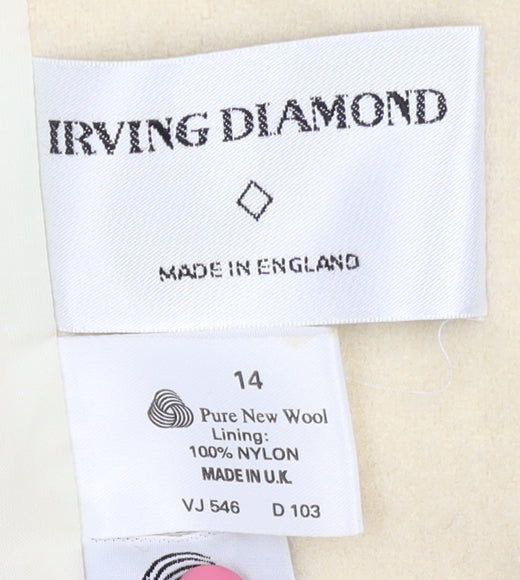 IRVING DIAMOND
MADE IN ENGLAND
14
Pure New Wool
Lining:
100% NYLON
MADE IN U.K.
VJ 546 D 103